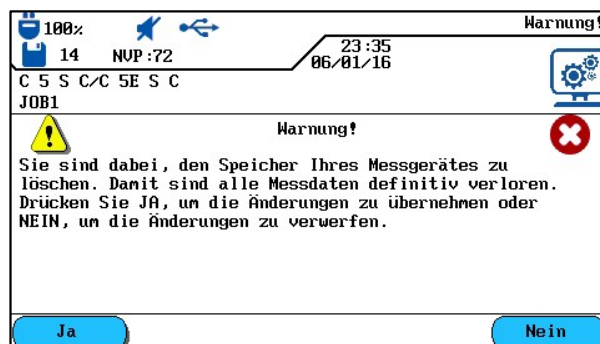 100% Warnung!
14 NVP:72 23:35
06/01/16
C 5 S C/C 5E S C
JOB1
Warnung!
Sie sind dabei, den Speicher Ihres Messgerätes zu
löschen. Damit sind alle Messdaten definitiv verloren.
Drücken Sie JA, um die Änderungen zu übernehmen oder
NEIN, um die Änderungen zu verwerfen.
Ja Nein